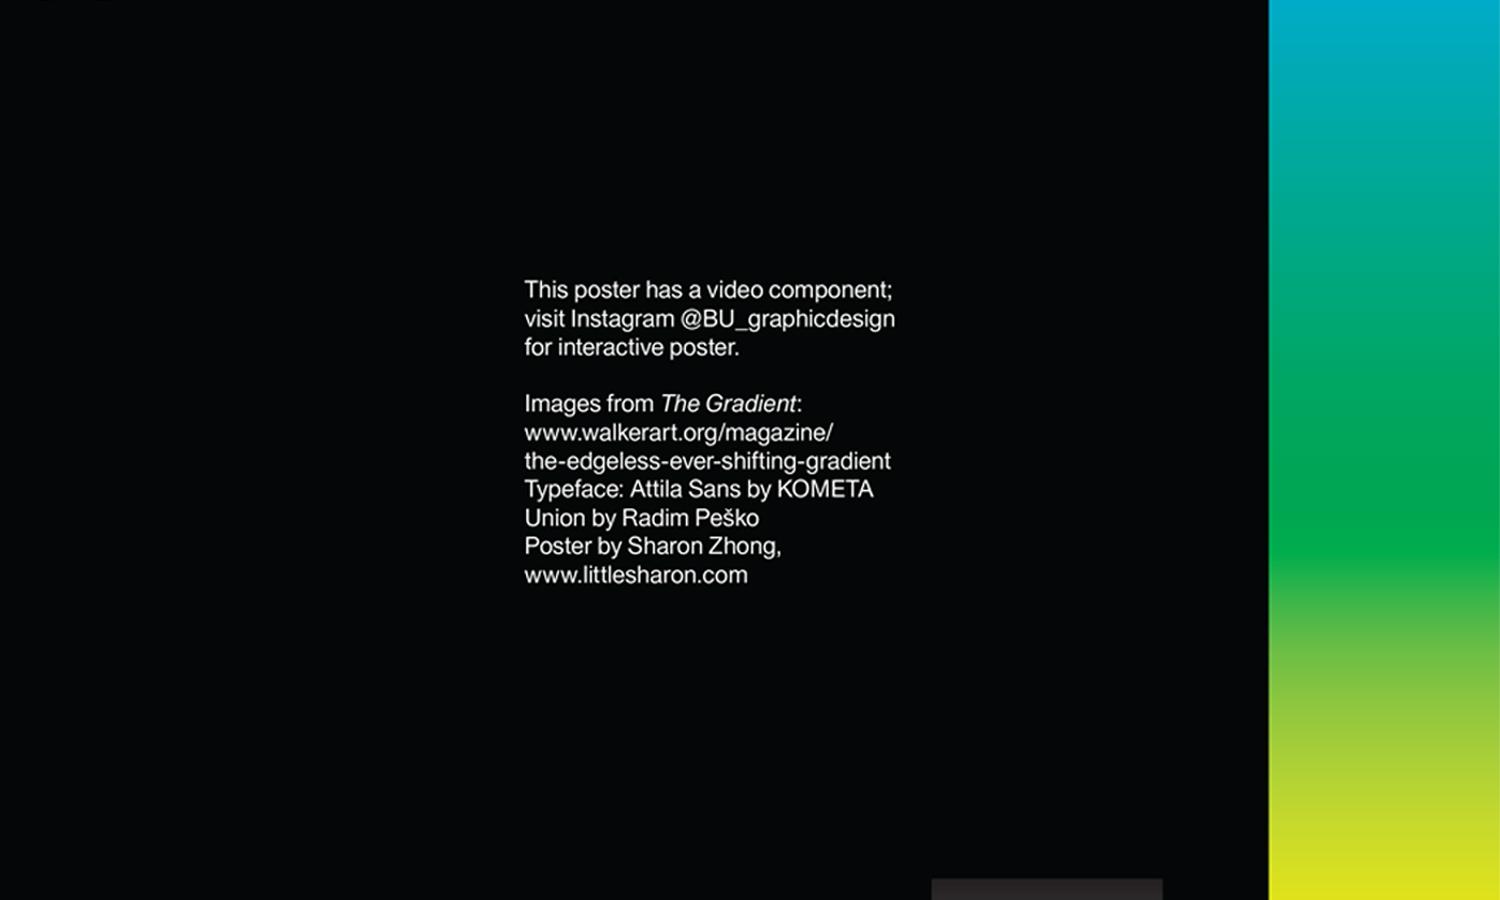 This poster has a video component;
visit Instagram @BU_graphicdesign
for interactive poster.
Images from The Gradient:
www.walkerart.org/magazine/
the-edgeless-ever-shifting-gradient
Typeface: Attila Sans by KOMETA
Union by Radim Peško
Poster by Sharon Zhong,
www.littlesharon.com